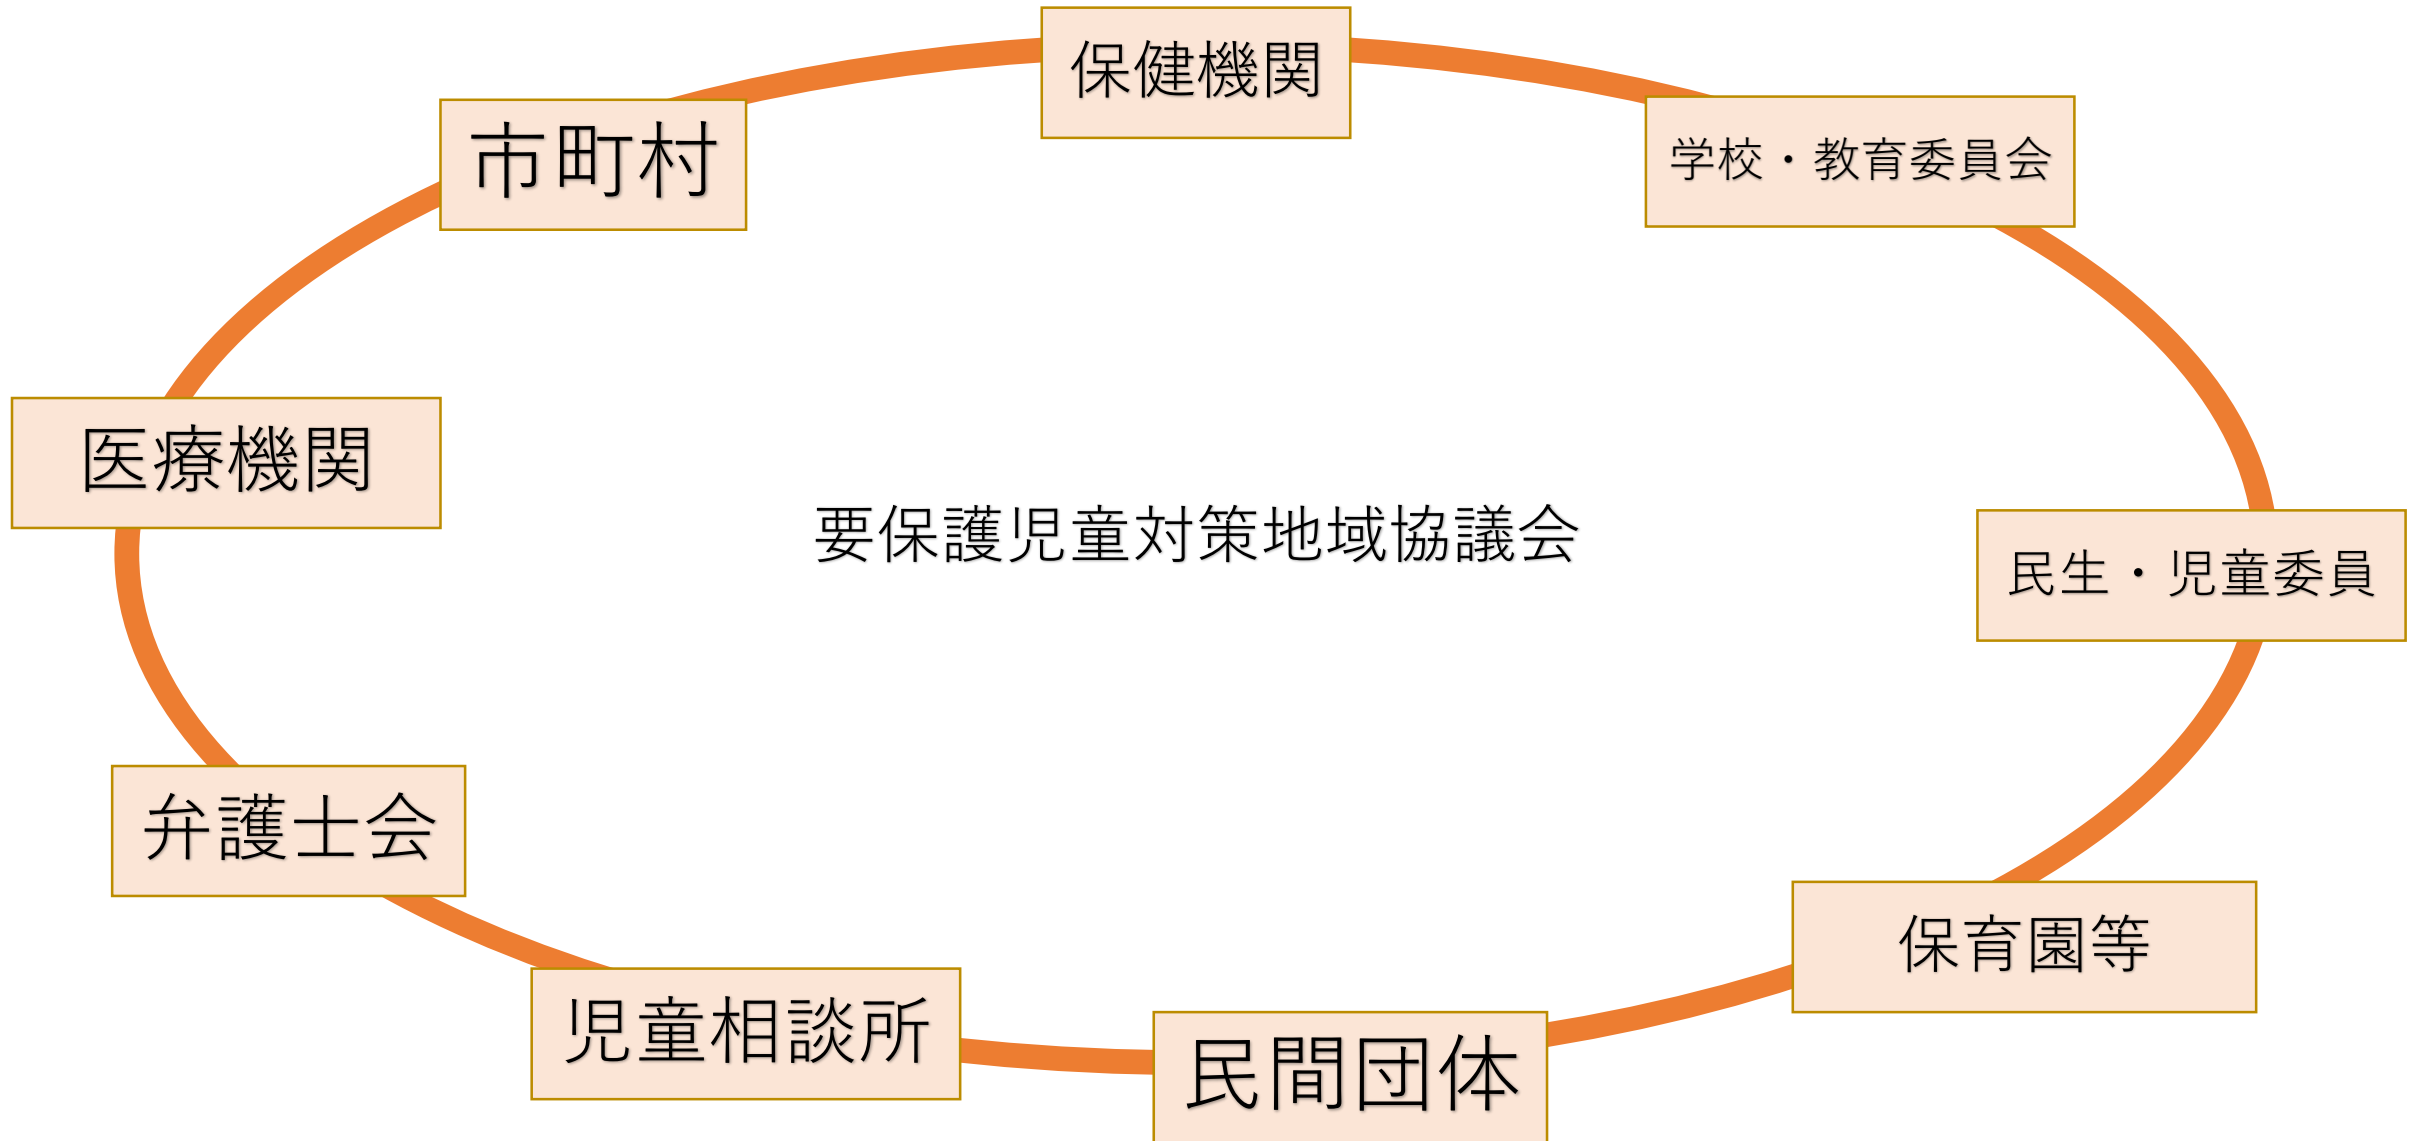 保健機関
市町村
学校・教育委員会
医療機関
要保護児童対策地域協議会
民生・児童委員
弁護士会
保育園等
児童相談所
民間団体